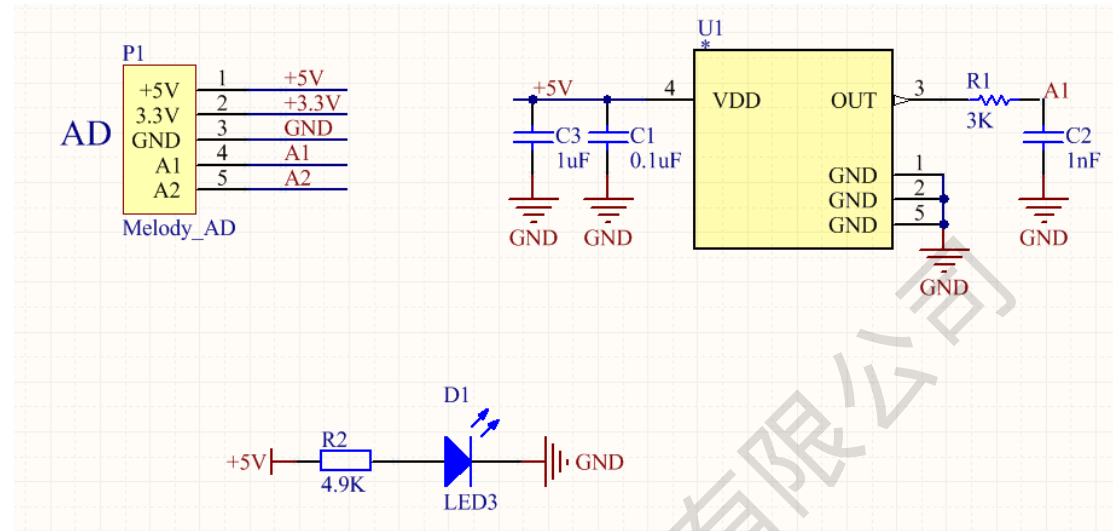 P1
AD
+5V 1 +5V
3.3V 2 +3.3V
GND 3 GND
A1 4 A1
A2 5 A2
Melody_AD
U1
*
+5V 4 VDD OUT 3 R1 A1
3K
C3 C1 C2
1uF 0.1uF 1nF
GND 1
GND 2
GND 5
GND GND GND
GND
D1
+5V R2 GND
4.9K LED3
有限公司